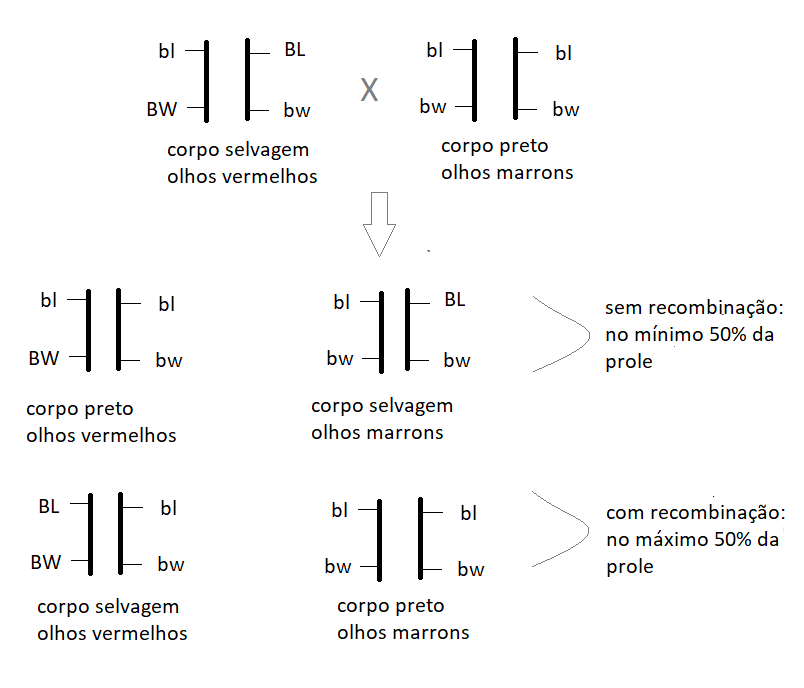 bl BL bl bl
X
BW bw bw bw
corpo selvagem
olhos vermelhos
corpo preto
olhos marrons
bl bl bl BL
BW bw bw bw
sem recombinação:
no mínimo 50% da
prole
corpo preto
olhos vermelhos
corpo selvagem
olhos marrons
BL bl bl bl
BW bw bw bw
com recombinação:
no máximo 50% da
prole
corpo selvagem
olhos vermelhos
corpo preto
olhos marrons